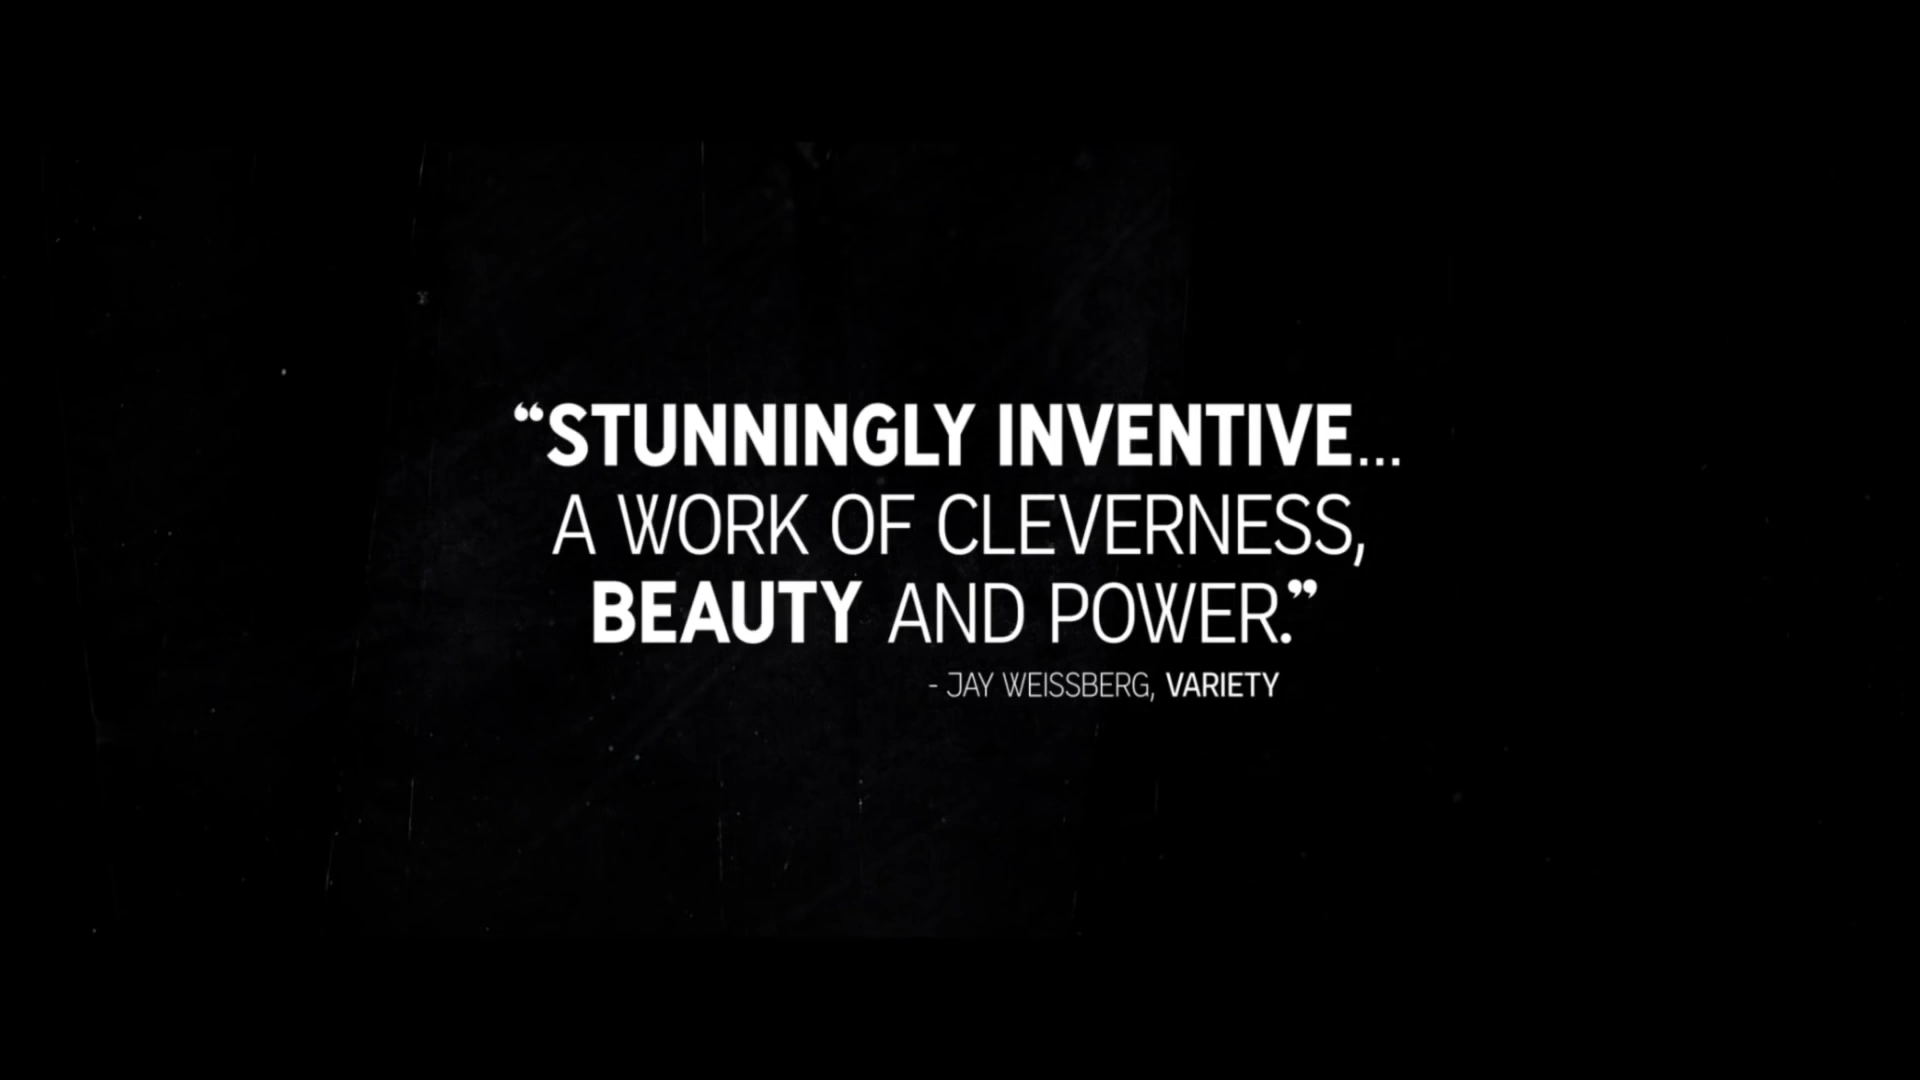 “STUNNINGLY INVENTIVE...
A WORK OF CLEVERNESS,
BEAUTY AND POWER.”
- JAY WEISSBERG, VARIETY